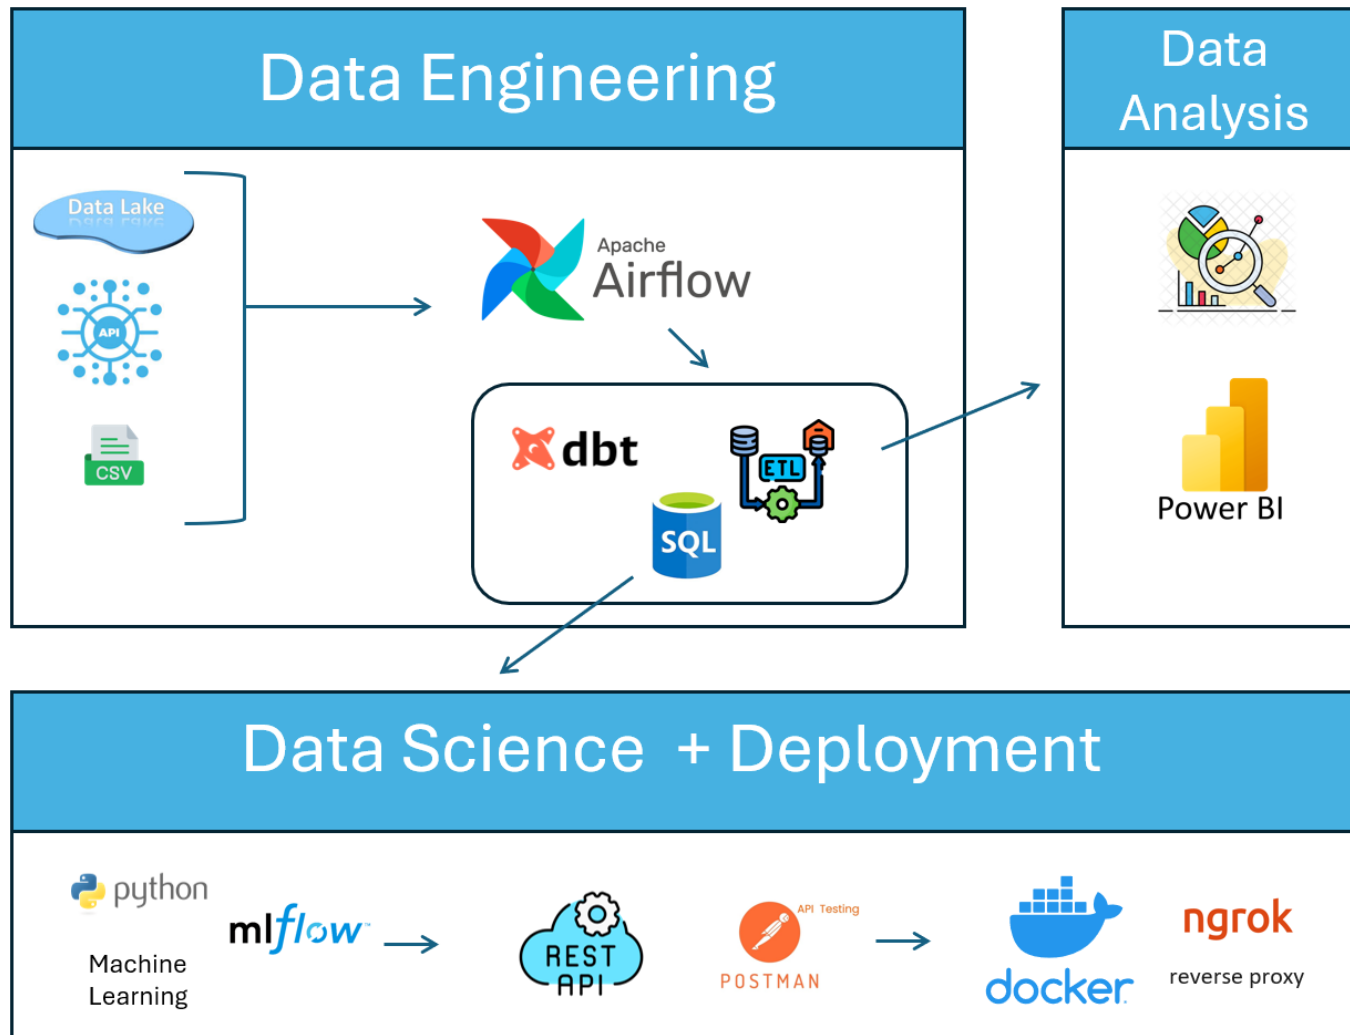 Data Engineering
Data Lake
API
CSV
Apache
Airflow
dbt
ETL
SQL
Data
Analysis
Power BI
Data Science + Deployment
python
mlflow™
Machine
Learning
REST
API
API Testing
POSTMAN
docker
ngrok
reverse proxy